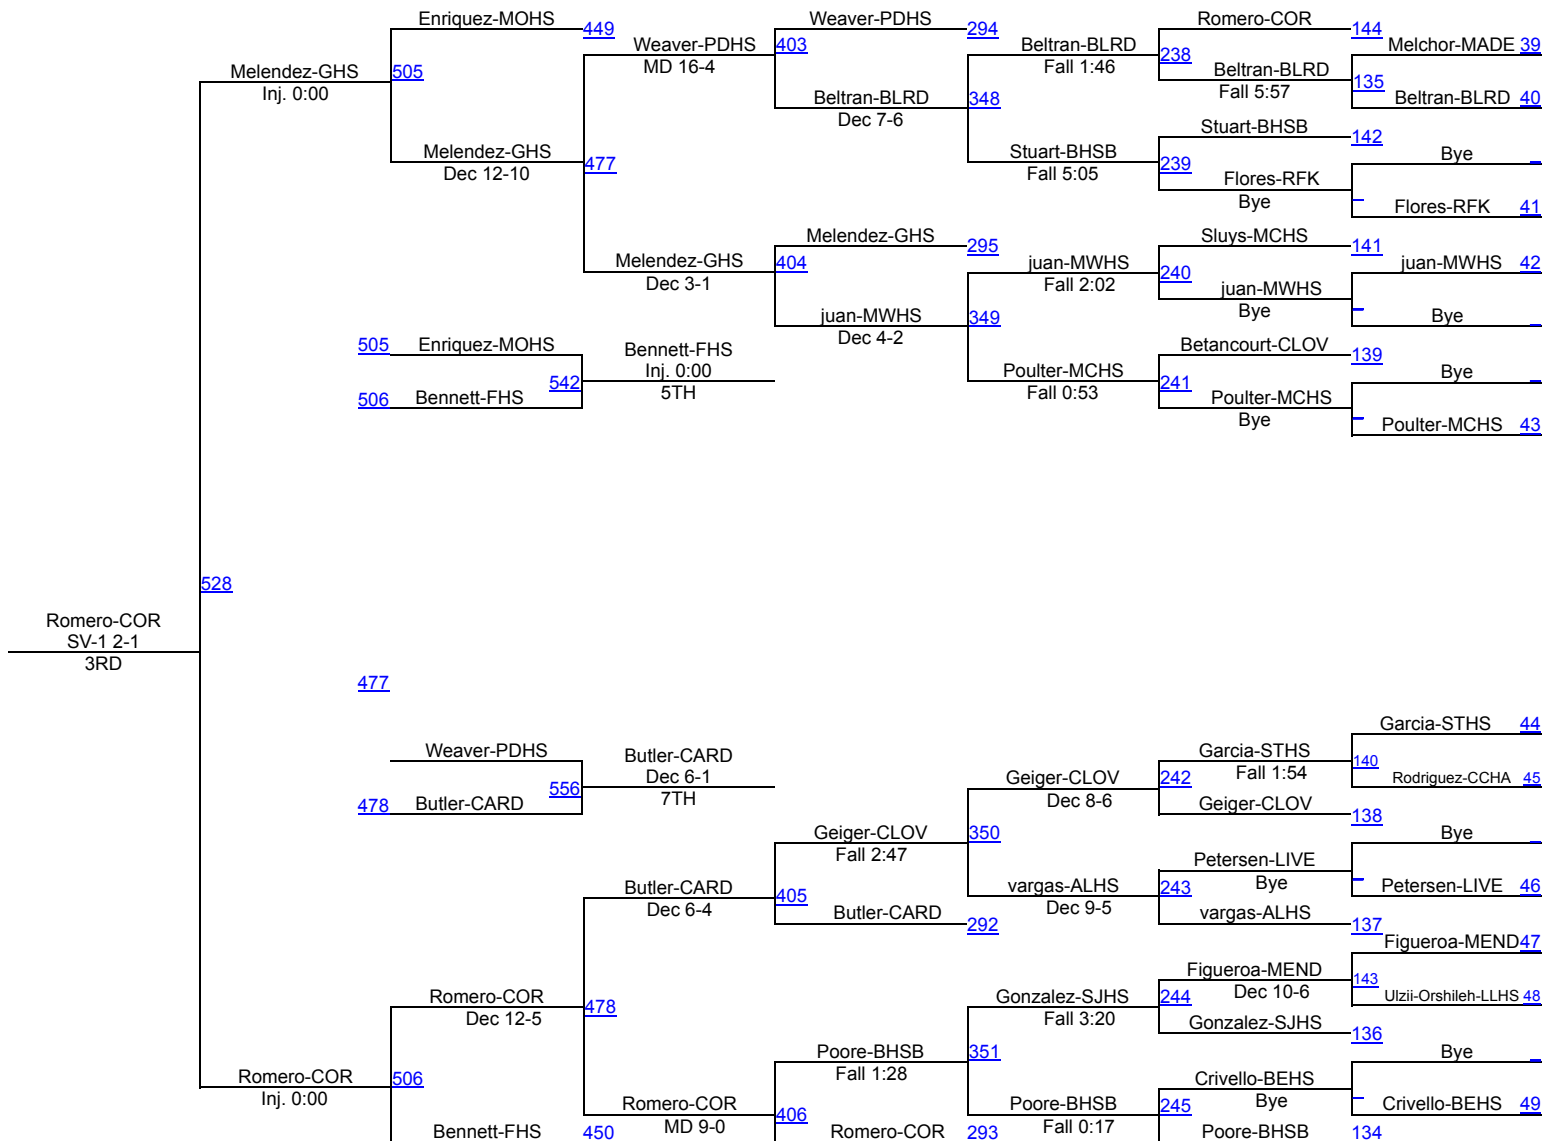 Enriquez-MOHS
449
Weaver-PDHS
MD 16-4
403
Weaver-PDHS
294
Beltran-BLRD
Fall 1:46
238
Romero-COR
144
Melchor-MADE 39
Melendez-GHS
Inj. 0:00
505
Beltran-BLRD
Dec 7-6
348
Beltran-BLRD
Fall 5:57
135
Beltran-BLRD 40
Melendez-GHS
Dec 12-10
477
Stuart-BHSB
Fall 5:05
239
Stuart-BHSB
142
Bye
Flores-RFK
Bye
Flores-RFK 41
Melendez-GHS
Dec 3-1
404
Melendez-GHS
295
juan-MWHS
Fall 2:02
240
Sluys-MCHS
141
juan-MWHS 42
juan-MWHS
Dec 4-2
349
juan-MWHS
Bye
Bye
505 Enriquez-MOHS
542
Bennett-FHS
Inj. 0:00
5TH
506 Bennett-FHS
Poulter-MCHS
Fall 0:53
241
Betancourt-CLOV
139
Bye
Poulter-MCHS
Bye
Poulter-MCHS 43
528
Romero-COR
SV-1 2-1
3RD
477
Weaver-PDHS
556
Butler-CARD
Dec 6-1
7TH
478 Butler-CARD
Geiger-CLOV
Dec 8-6
242
Garcia-STHS
Fall 1:54
140
Garcia-STHS 44
Rodriguez-CCHA 45
Geiger-CLOV
138
Geiger-CLOV
Fall 2:47
350
Bye
Petersen-LIVE
Bye
Petersen-LIVE 46
Butler-CARD
Dec 6-4
405
vargas-ALHS
Dec 9-5
243
Butler-CARD
292
vargas-ALHS
137
Figueroa-MEND 47
Romero-COR
Dec 12-5
478
Gonzalez-SJHS
Fall 3:20
244
Figueroa-MEND
Dec 10-6
143
Ulzii-Orshileh-LLHS 48
Gonzalez-SJHS
136
Poore-BHSB
Fall 1:28
351
Bye
Romero-COR
Inj. 0:00
506
Crivello-BEHS
Bye
Crivello-BEHS 49
Romero-COR
MD 9-0
406
Poore-BHSB
Fall 0:17
245
Bennett-FHS
450
Romero-COR
293
Poore-BHSB
134